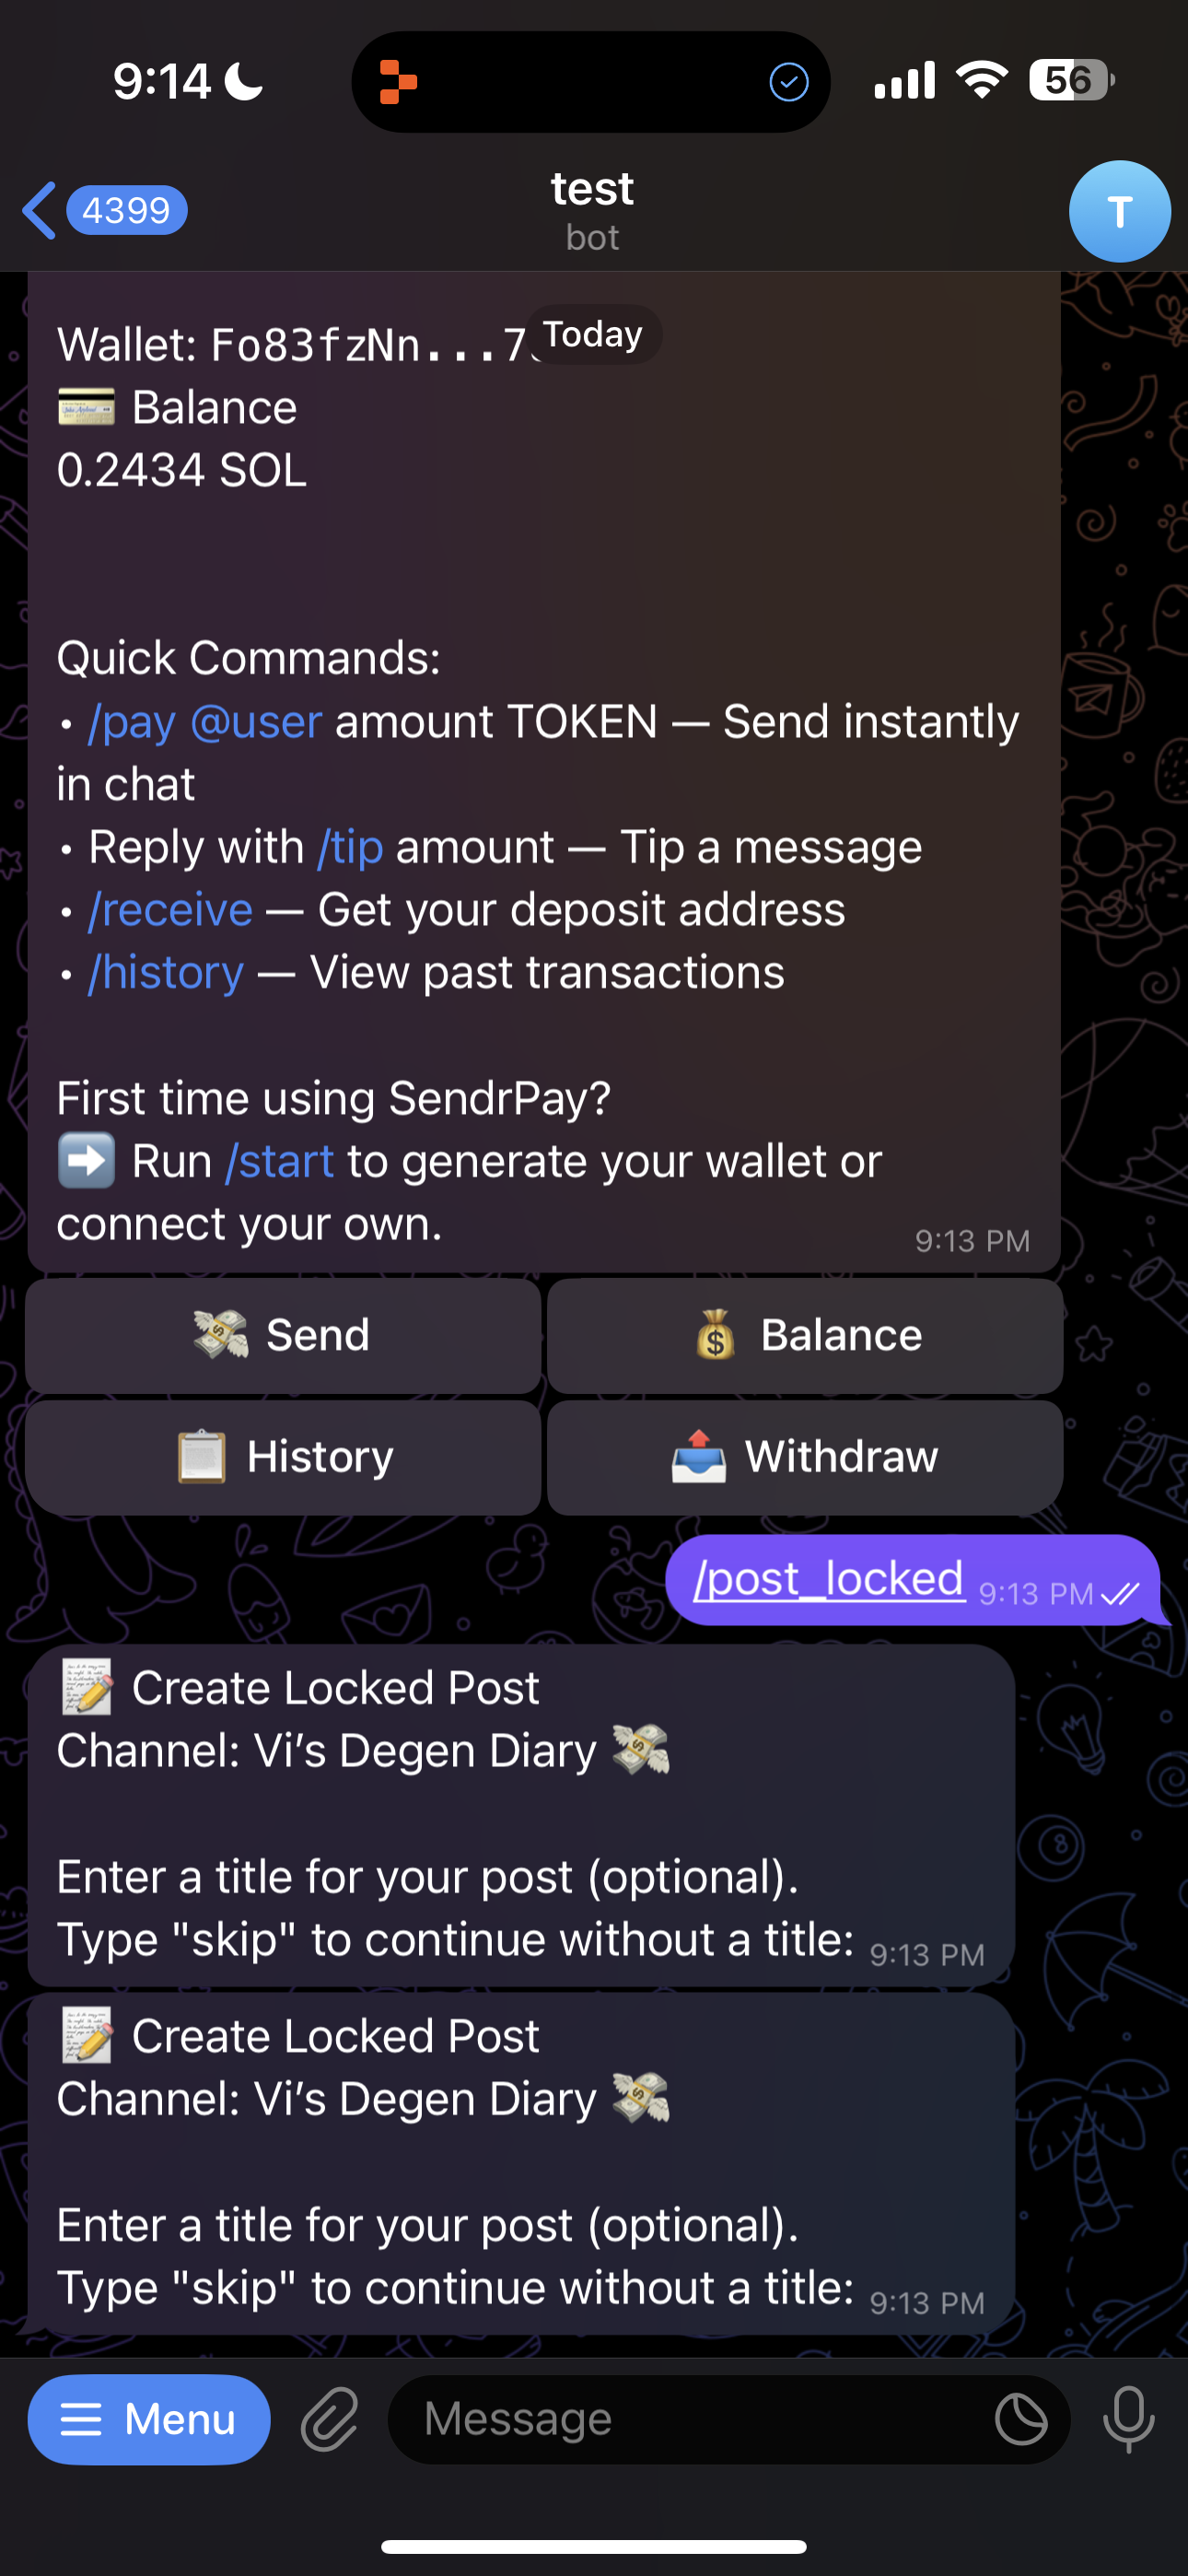 9:14
56
4399
test
bot
T
Today
Wallet: Fo83fzNn...7
Balance
0.2434 SOL
Quick Commands:
• /pay @user amount TOKEN — Send instantly
in chat
• Reply with /tip amount — Tip a message
• /receive — Get your deposit address
• /history — View past transactions
First time using SendrPay?
➡️ Run /start to generate your wallet or
connect your own.
9:13 PM
💸 Send
💰 Balance
📋 History
📤 Withdraw
/post_locked 9:13 PM
📝 Create Locked Post
Channel: Vi’s Degen Diary 💸
Enter a title for your post (optional).
Type "skip" to continue without a title: 9:13 PM
📝 Create Locked Post
Channel: Vi’s Degen Diary 💸
Enter a title for your post (optional).
Type "skip" to continue without a title: 9:13 PM
Menu
Message